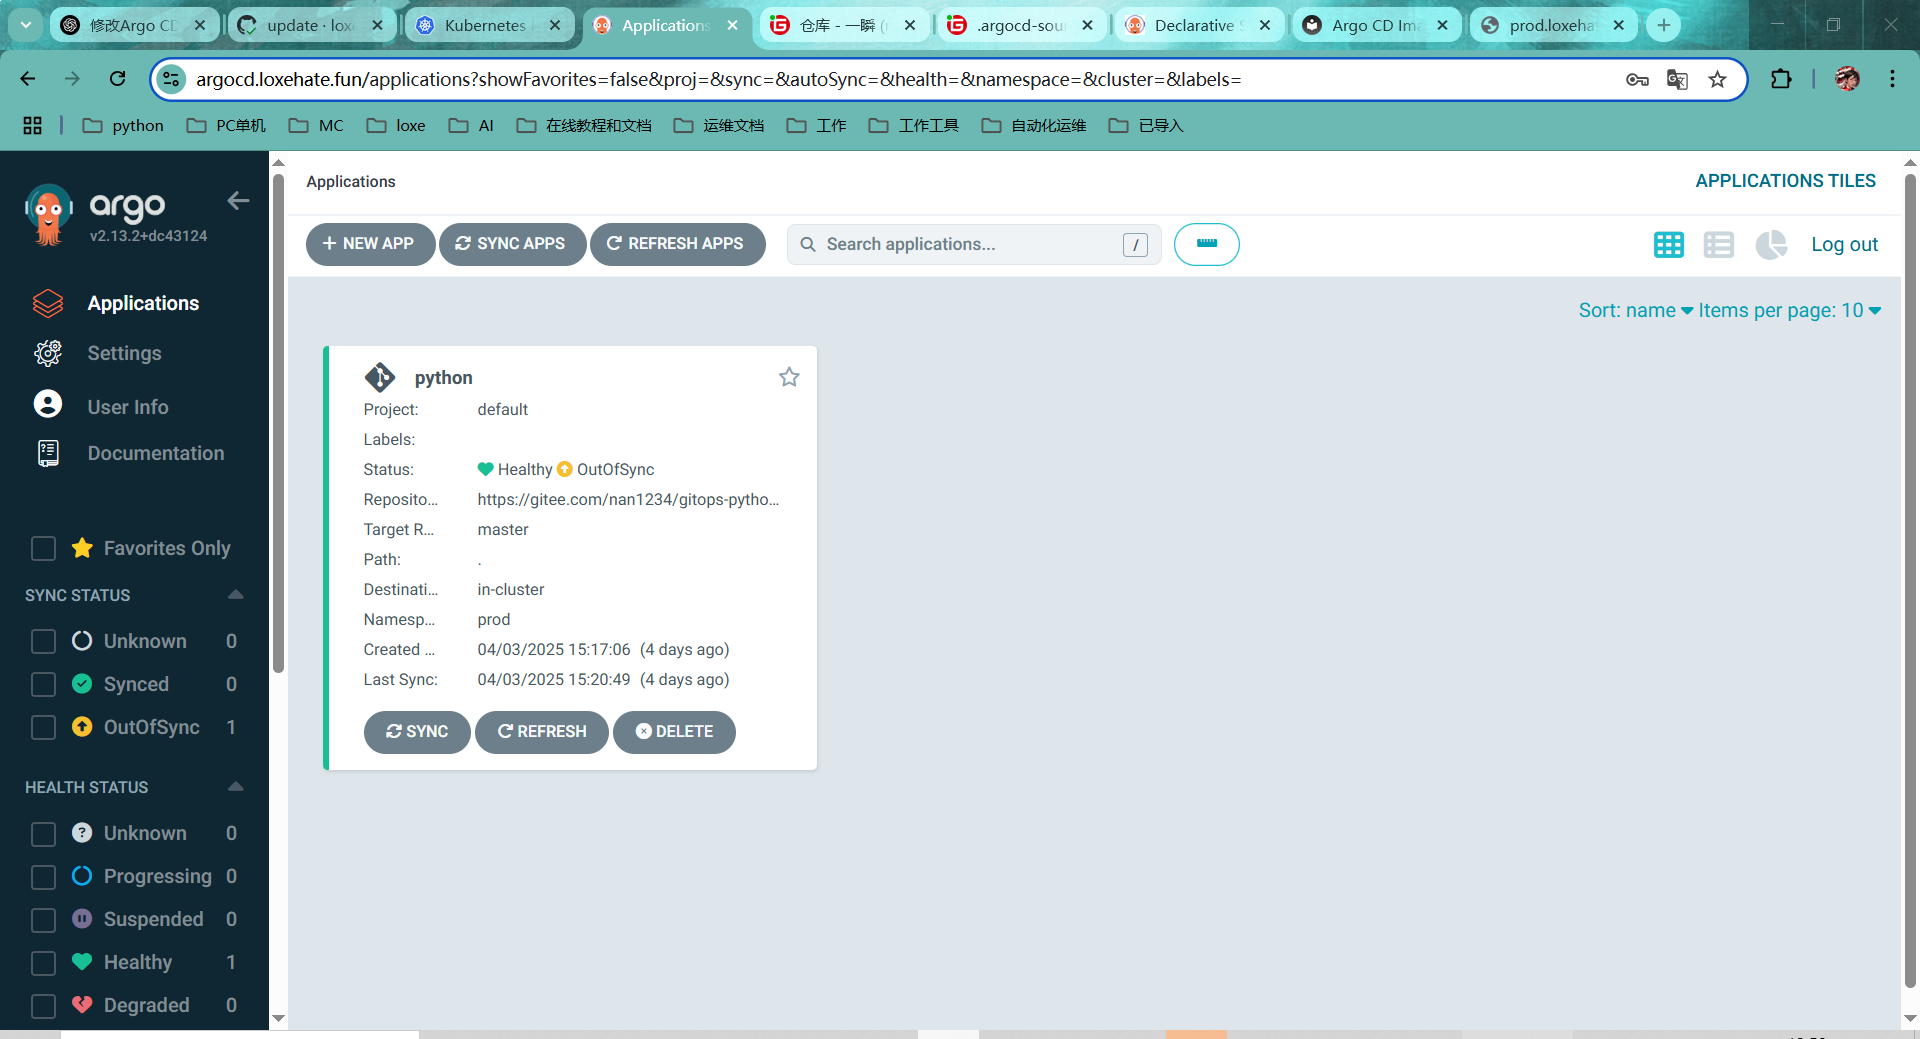 修改Argo CD
update · loxe
Kubernetes
Applications
仓库 - 一瞬 (
.argocd-sou
Declarative S
Argo CD Ima
prod.loxehat
argocd.loxehate.fun/applications?showFavorites=false&proj=&sync=&autoSync=&health=&namespace=&cluster=&labels=
python
PC单机
MC
loxe
AI
在线教程和文档
运维文档
工作
工作工具
自动化运维
已导入
argo
v2.13.2+dc43124
Applications
Settings
User Info
Documentation
Favorites Only
SYNC STATUS
Unknown 0
Synced 0
OutOfSync 1
HEALTH STATUS
Unknown 0
Progressing 0
Suspended 0
Healthy 1
Degraded 0
Applications
APPLICATIONS TILES
NEW APP
SYNC APPS
REFRESH APPS
Search applications...
/
Log out
Sort: name
Items per page: 10
python
Project: default
Labels:
Status: Healthy OutOfSync
Reposito... https://gitee.com/nan1234/gitops-pytho...
Target R... master
Path: .
Destinati... in-cluster
Namesp... prod
Created ... 04/03/2025 15:17:06 (4 days ago)
Last Sync: 04/03/2025 15:20:49 (4 days ago)
SYNC
REFRESH
DELETE